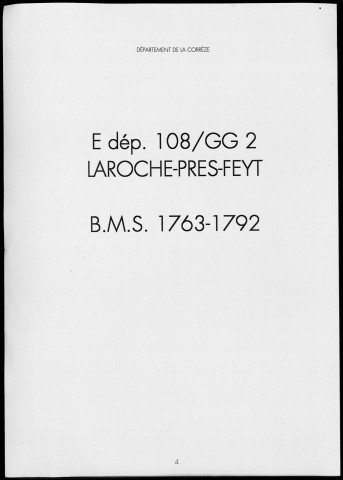 DÉPARTEMENT DE LA CORRÈZE
E dép. 108/GG 2
LAROCHE-PRES-FEYT
B.M.S. 1763-1792
4